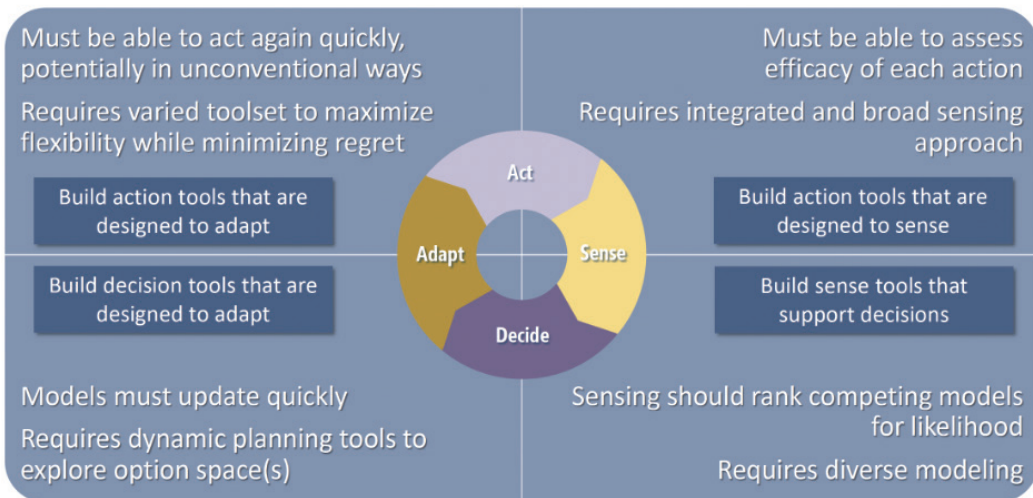 Must be able to act again quickly,
potentially in unconventional ways
Requires varied toolset to maximize
flexibility while minimizing regret
Build action tools that are
designed to adapt
Must be able to assess
efficacy of each action
Requires integrated and broad sensing
approach
Build action tools that are
designed to sense
Act
Adapt
Sense
Decide
Build decision tools that are
designed to adapt
Models must update quickly
Requires dynamic planning tools to
explore option space(s)
Build sense tools that
support decisions
Sensing should rank competing models
for likelihood
Requires diverse modeling